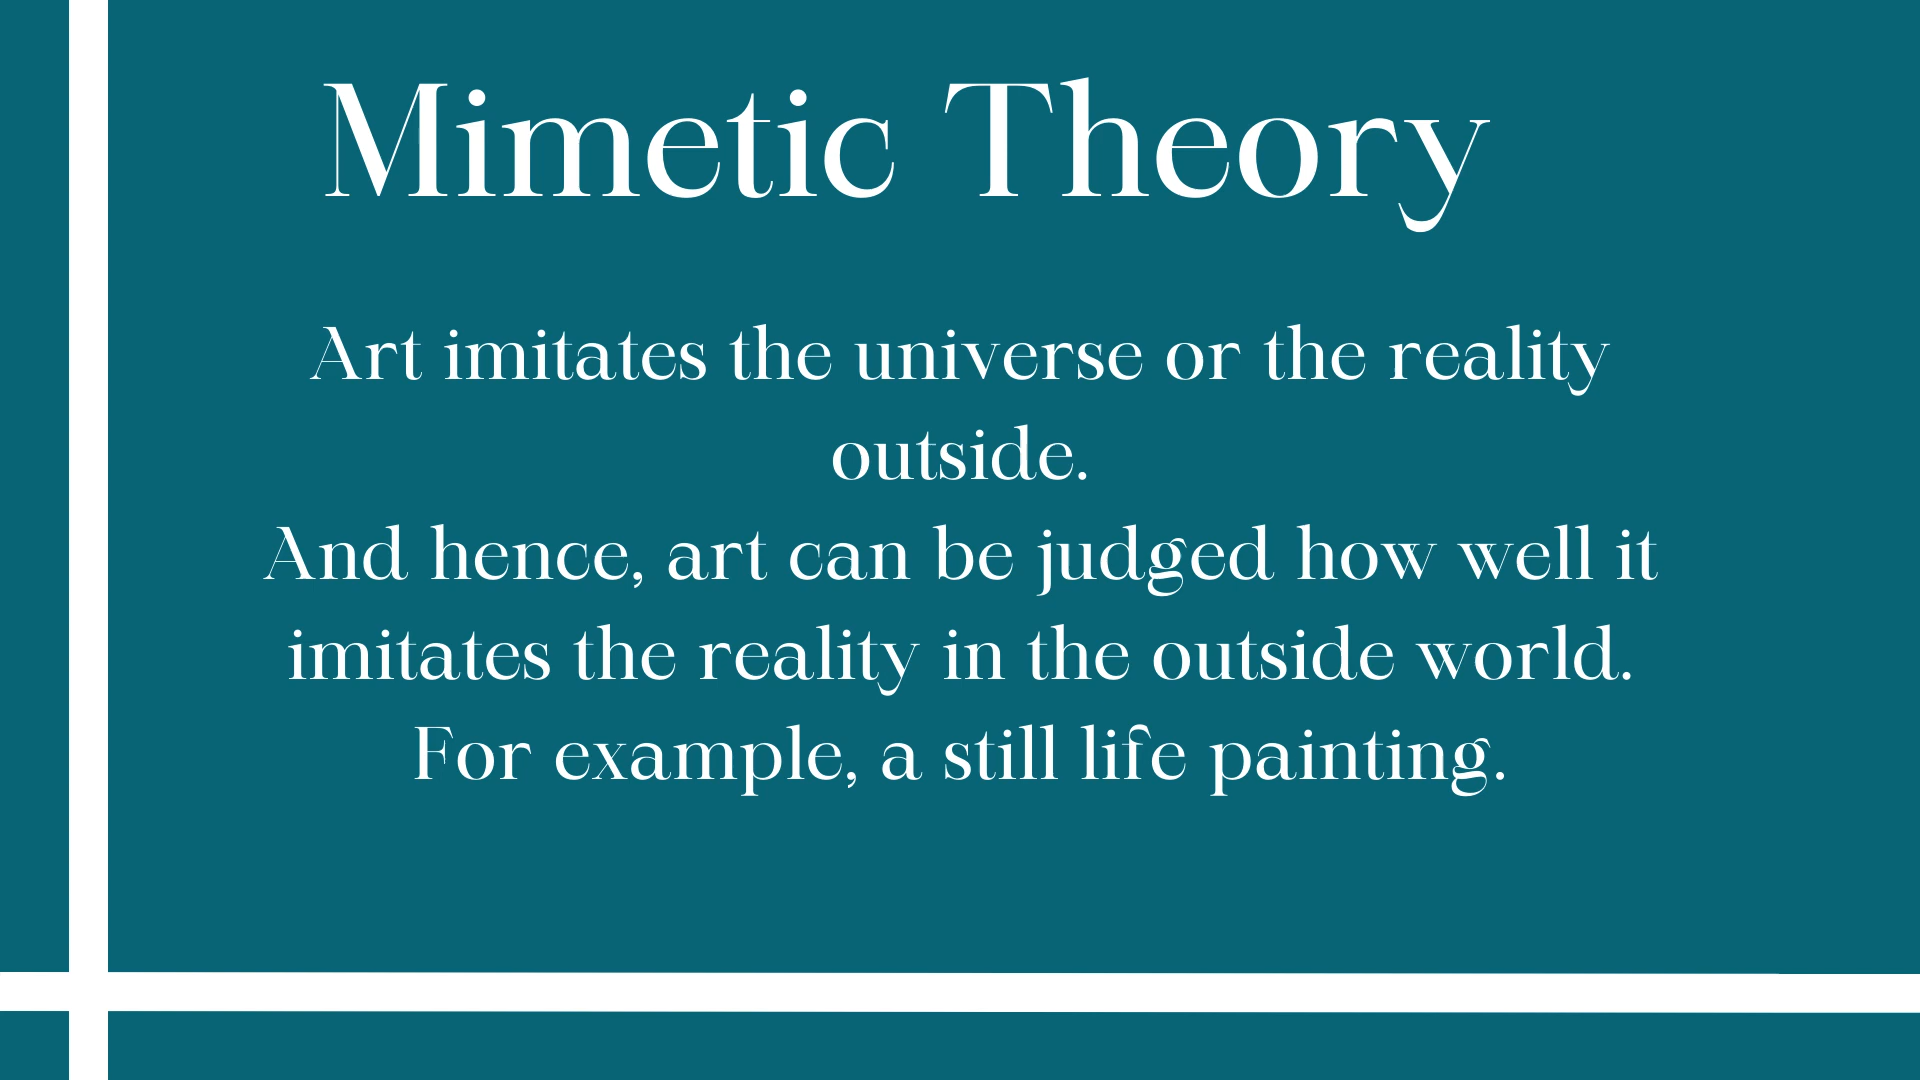 Mimetic Theory
Art imitates the universe or the reality
outside.
And hence, art can be judged how well it
imitates the reality in the outside world.
For example, a still life painting.